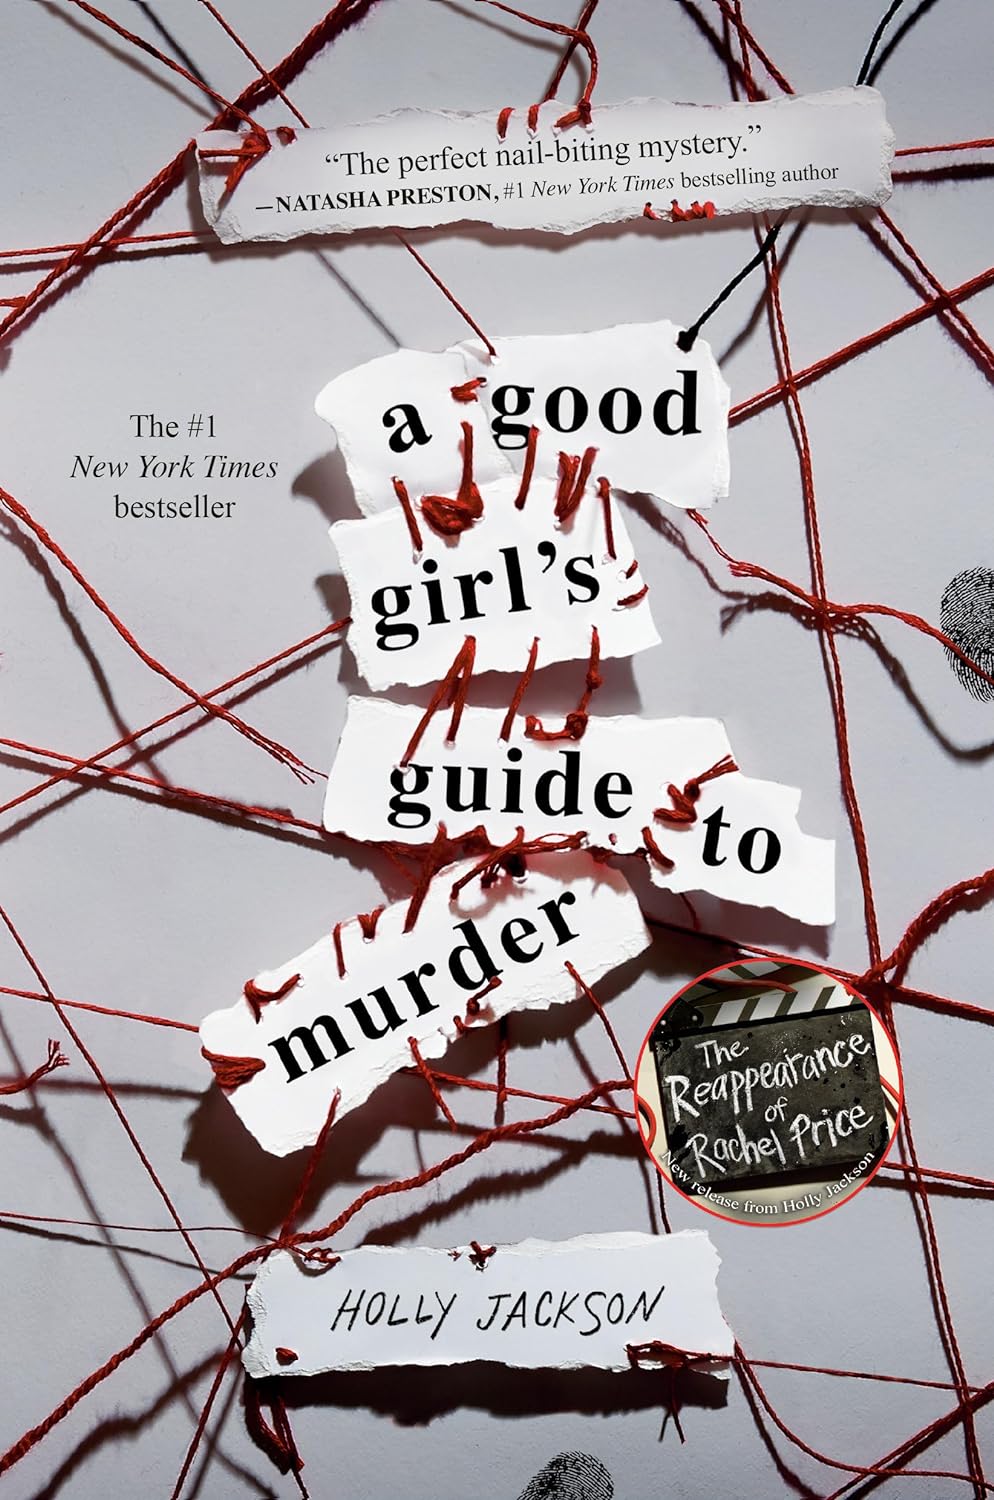 “The perfect nail-biting mystery.”
—NATASHA PRESTON, #1 New York Times bestselling author
The #1
New York Times
bestseller
a good
girl’s
guide to
murder
The
Reappearance
of
Rachel Price
New release from Holly Jackson
HOLLY JACKSON